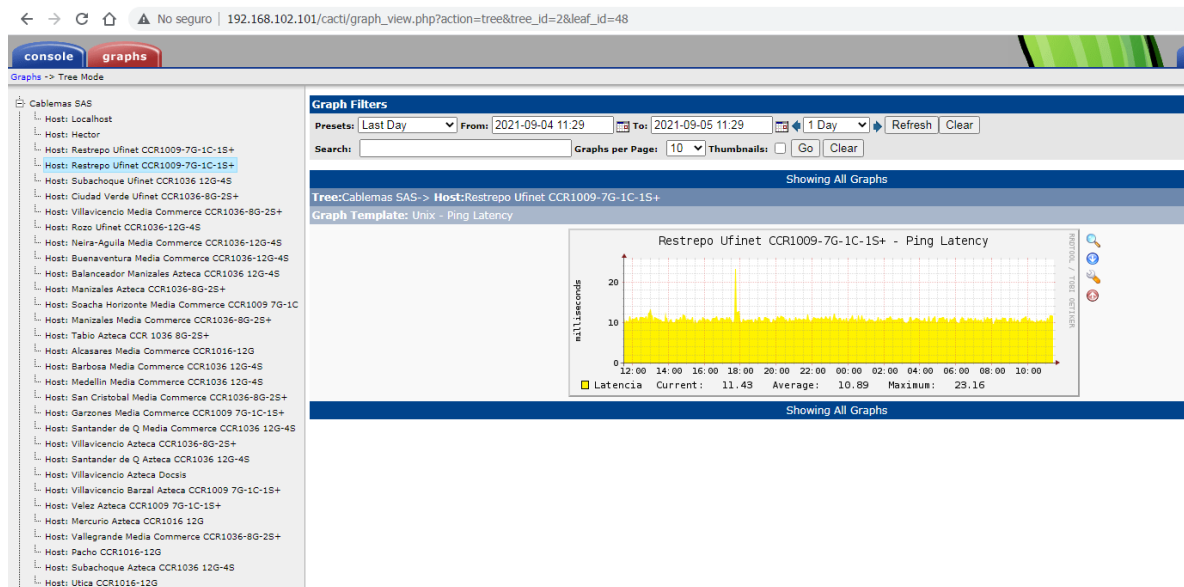 No seguro | 192.168.102.101/cacti/graph_view.php?action=tree&tree_id=2&leaf_id=48
console graphs
Graphs -> Tree Mode
Cablemas SAS
Host: Localhost
Host: Hector
Host: Restrepo Ufinet CCR1009-7G-1C-1S+
Host: Restrepo Ufinet CCR1009-7G-1C-1S+
Host: Subachoque Ufinet CCR1036 12G-4S
Host: Ciudad Verde Ufinet CCR1036-8G-2S+
Host: Villavicencio Media Commerce CCR1036-8G-2S+
Host: Rozo Ufinet CCR1036-12G-4S
Host: Neira-Aguila Media Commerce CCR1036-12G-4S
Host: Buenaventura Media Commerce CCR1036-12G-4S
Host: Balanceador Manizales Azteca CCR1036 12G-4S
Host: Manizales Azteca CCR1036-8G-2S+
Host: Soacha Horizonte Media Commerce CCR1009 7G-1C
Host: Manizales Media Commerce CCR1036-8G-2S+
Host: Tabio Azteca CCR 1036 8G-2S+
Host: Alcasares Media Commerce CCR1016-12G
Host: Barbosa Media Commerce CCR1036 12G-4S
Host: Medellin Media Commerce CCR1036 12G-4S
Host: San Cristobal Media Commerce CCR1036-8G-2S+
Host: Garzones Media Commerce CCR1009 7G-1C-1S+
Host: Santander de Q Media Commerce CCR1036 12G-4S
Host: Villavicencio Azteca CCR1036-8G-2S+
Host: Santander de Q Azteca CCR1036 12G-4S
Host: Villavicencio Azteca Docsis
Host: Villavicencio Barzal Azteca CCR1009 7G-1C-1S+
Host: Velez Azteca CCR1009 7G-1C-1S+
Host: Mercurio Azteca CCR1016 12G
Host: Vallegrande Media Commerce CCR1036-8G-2S+
Host: Pacho CCR1016-12G
Host: Subachoque Azteca CCR1036 12G-4S
Host: Utica CCR1016-12G
Graph Filters
Presets: Last Day From: 2021-09-04 11:29 To: 2021-09-05 11:29 1 Day Refresh Clear
Search: Graphs per Page: 10 Thumbnails: Go Clear
Showing All Graphs
Tree:Cablemas SAS-> Host:Restrepo Ufinet CCR1009-7G-1C-1S+
Graph Template: Unix - Ping Latency
Restrepo Ufinet CCR1009-7G-1C-1S+ - Ping Latency
RRDTOOL / TOBI OETIKER
milliseconds
20
10
0
12:00 14:00 16:00 18:00 20:00 22:00 00:00 02:00 04:00 06:00 08:00 10:00
Latencia Current: 11.43 Average: 10.89 Maximum: 23.16
Showing All Graphs